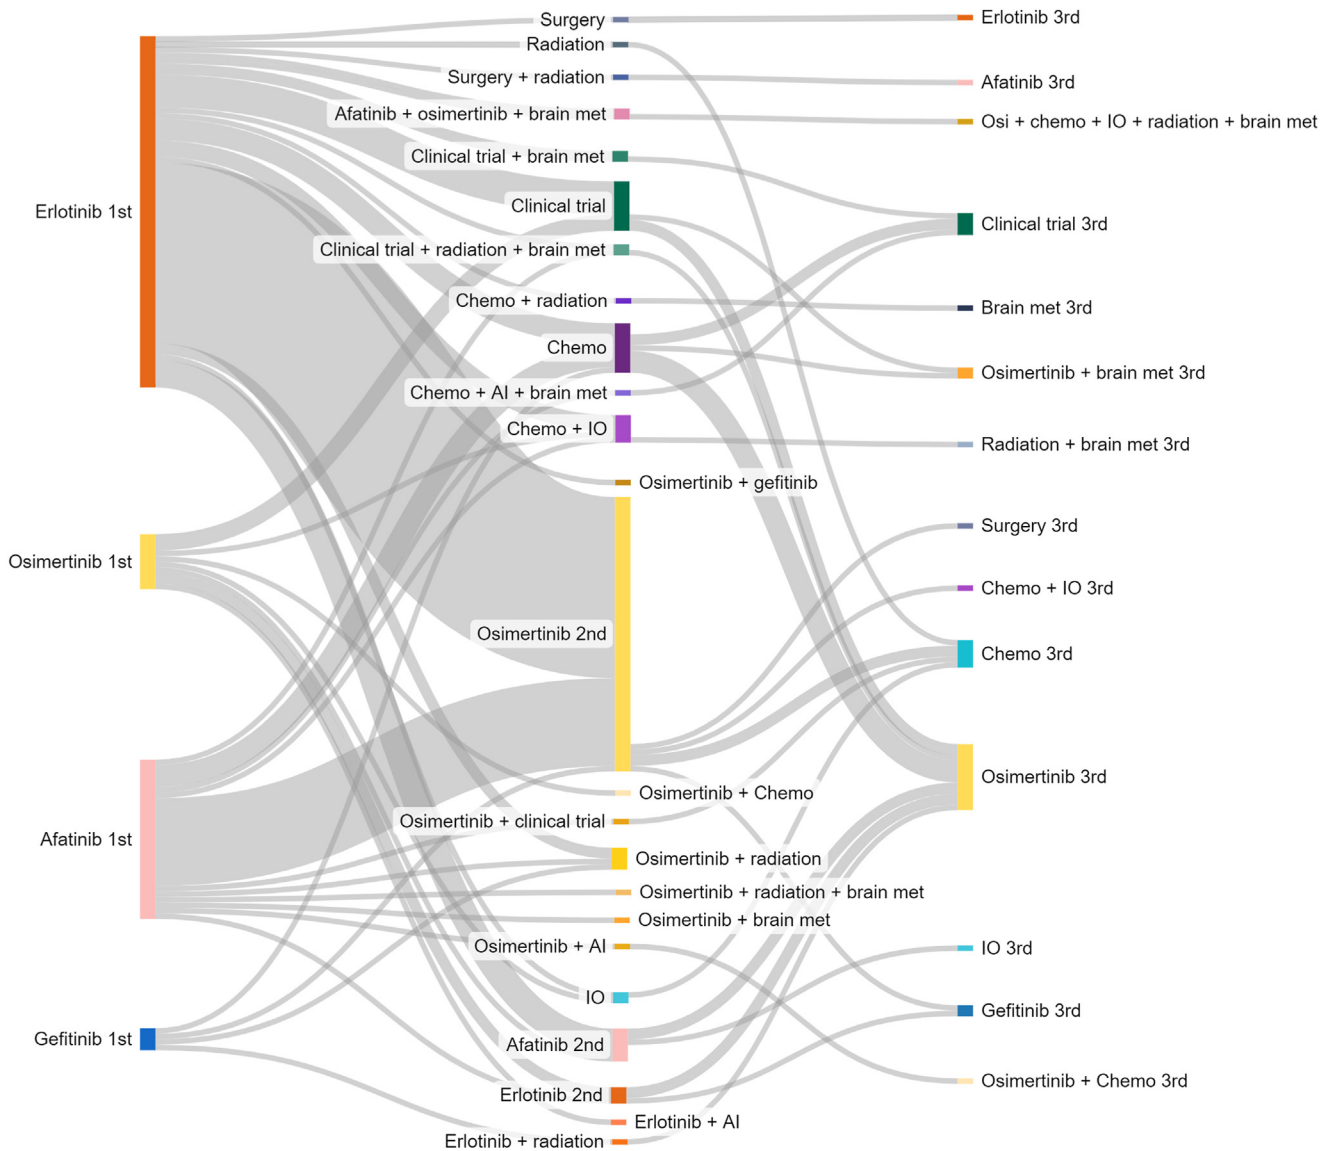 Erlotinib 1st
Osimertinib 1st
Afatinib 1st
Gefitinib 1st
Surgery
Radiation
Surgery + radiation
Afatinib + osimertinib + brain met
Clinical trial + brain met
Clinical trial
Clinical trial + radiation + brain met
Chemo + radiation
Chemo
Chemo + AI + brain met
Chemo + IO
Osimertinib + gefitinib
Osimertinib 2nd
Osimertinib + Chemo
Osimertinib + clinical trial
Osimertinib + radiation
Osimertinib + radiation + brain met
Osimertinib + brain met
Osimertinib + AI
IO
Afatinib 2nd
Erlotinib 2nd
Erlotinib + AI
Erlotinib + radiation
Erlotinib 3rd
Afatinib 3rd
Osi + chemo + IO + radiation + brain met
Clinical trial 3rd
Brain met 3rd
Osimertinib + brain met 3rd
Radiation + brain met 3rd
Surgery 3rd
Chemo + IO 3rd
Chemo 3rd
Osimertinib 3rd
IO 3rd
Gefitinib 3rd
Osimertinib + Chemo 3rd